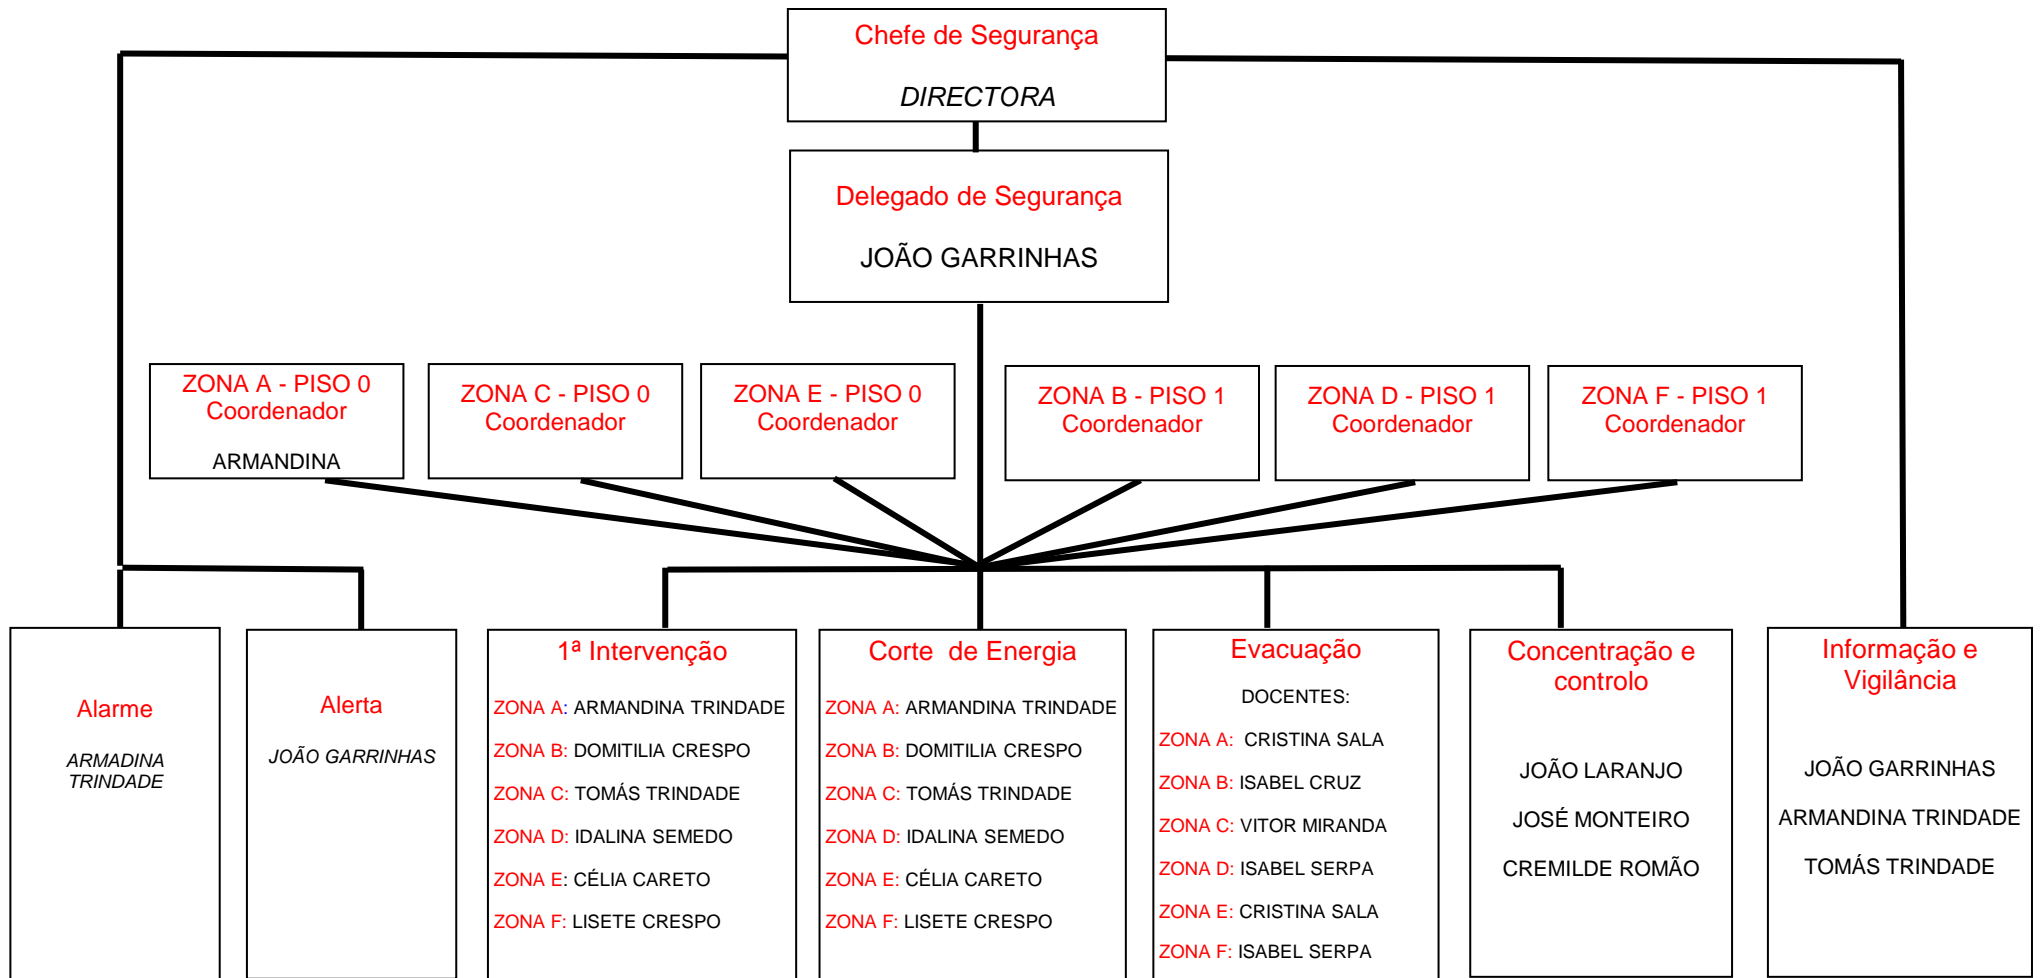 Chefe de Segurança
DIRECTORA
Delegado de Segurança
JOÃO GARRINHAS
ZONA A - PISO 0
Coordenador
ARMANDINA
ZONA C - PISO 0
Coordenador
ZONA E - PISO 0
Coordenador
ZONA B - PISO 1
Coordenador
ZONA D - PISO 1
Coordenador
ZONA F - PISO 1
Coordenador
Alarme
ARMADINA
TRINDADE
Alerta
JOÃO GARRINHAS
1ª Intervenção
ZONA A: ARMANDINA TRINDADE
ZONA B: DOMITILIA CRESPO
ZONA C: TOMÁS TRINDADE
ZONA D: IDALINA SEMEDO
ZONA E: CÉLIA CARETO
ZONA F: LISETE CRESPO
Corte de Energia
ZONA A: ARMANDINA TRINDADE
ZONA B: DOMITILIA CRESPO
ZONA C: TOMÁS TRINDADE
ZONA D: IDALINA SEMEDO
ZONA E: CÉLIA CARETO
ZONA F: LISETE CRESPO
Evacuação
DOCENTES:
ZONA A: CRISTINA SALA
ZONA B: ISABEL CRUZ
ZONA C: VITOR MIRANDA
ZONA D: ISABEL SERPA
ZONA E: CRISTINA SALA
ZONA F: ISABEL SERPA
Concentração e
controlo
JOÃO LARANJO
JOSÉ MONTEIRO
CREMILDE ROMÃO
Informação e
Vigilância
JOÃO GARRINHAS
ARMANDINA TRINDADE
TOMÁS TRINDADE